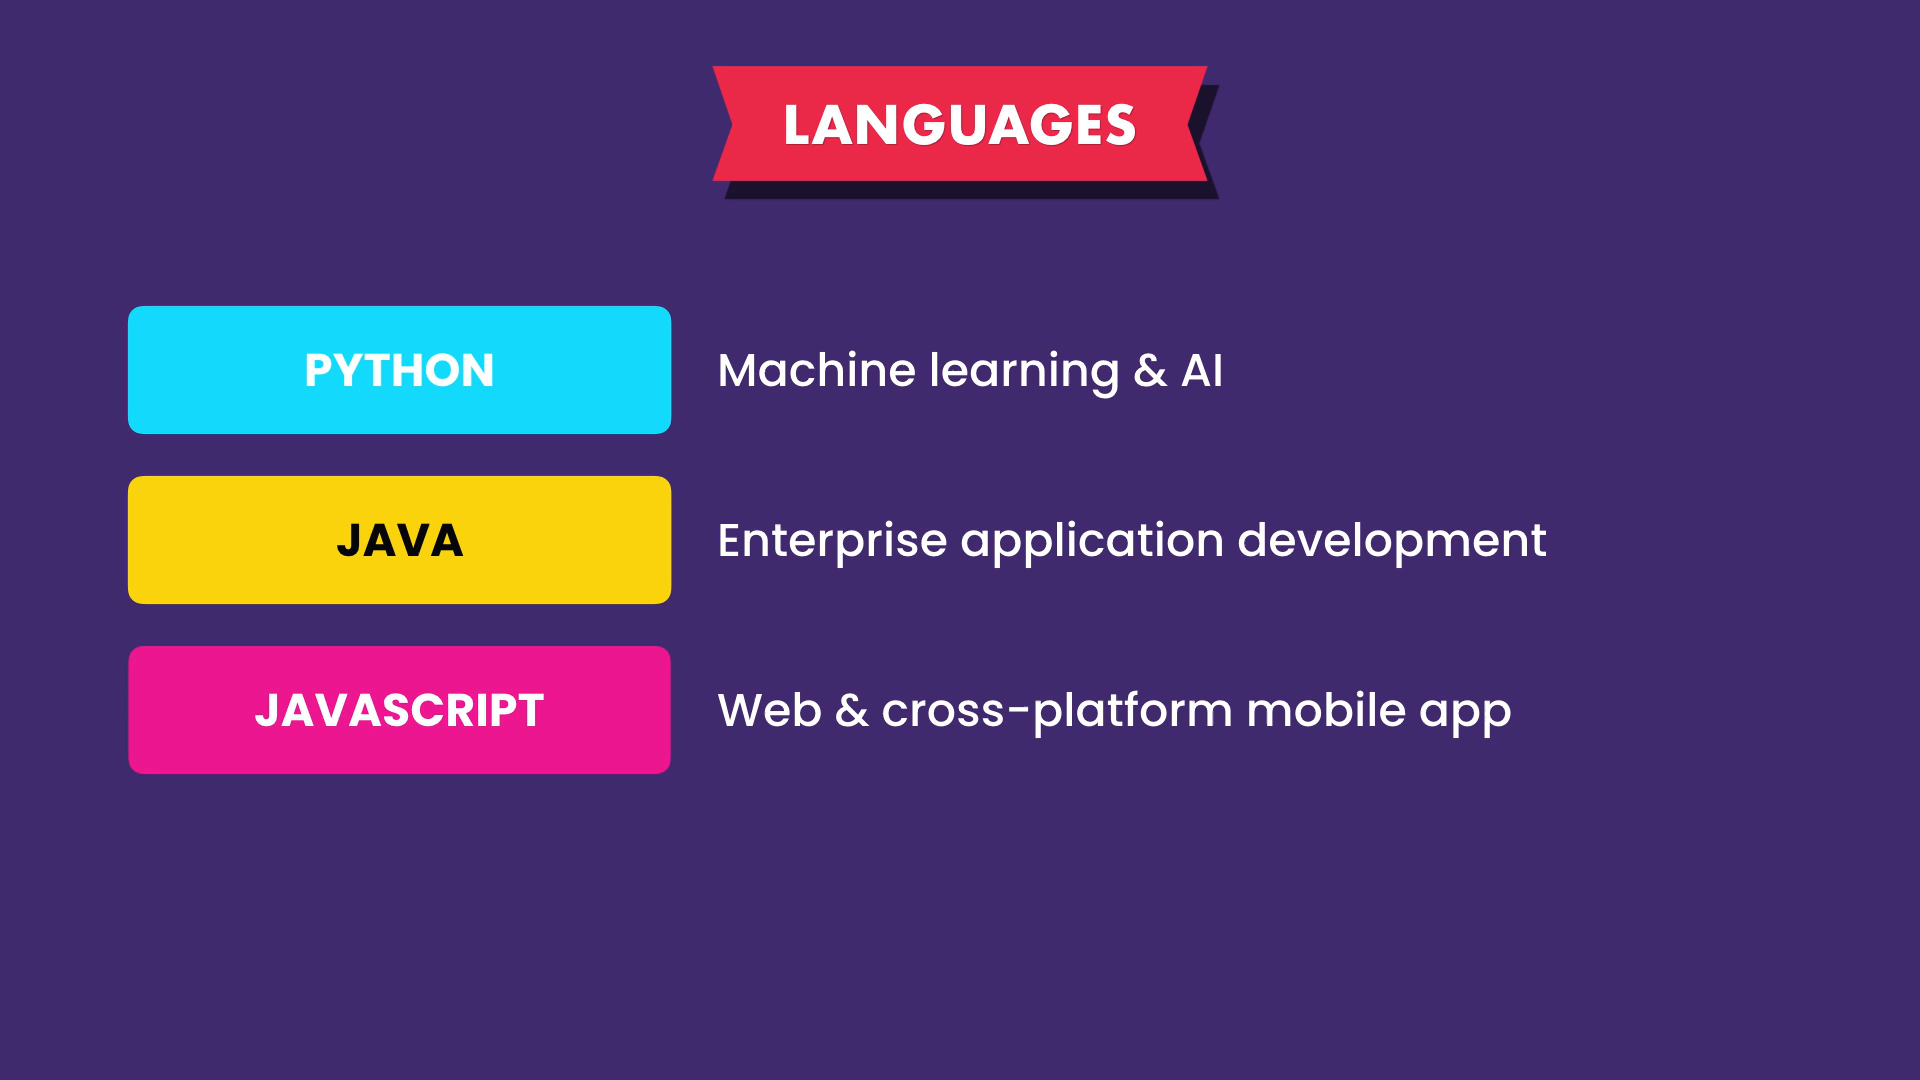 LANGUAGES
PYTHON Machine learning & AI
JAVA Enterprise application development
JAVASCRIPT Web & cross-platform mobile app